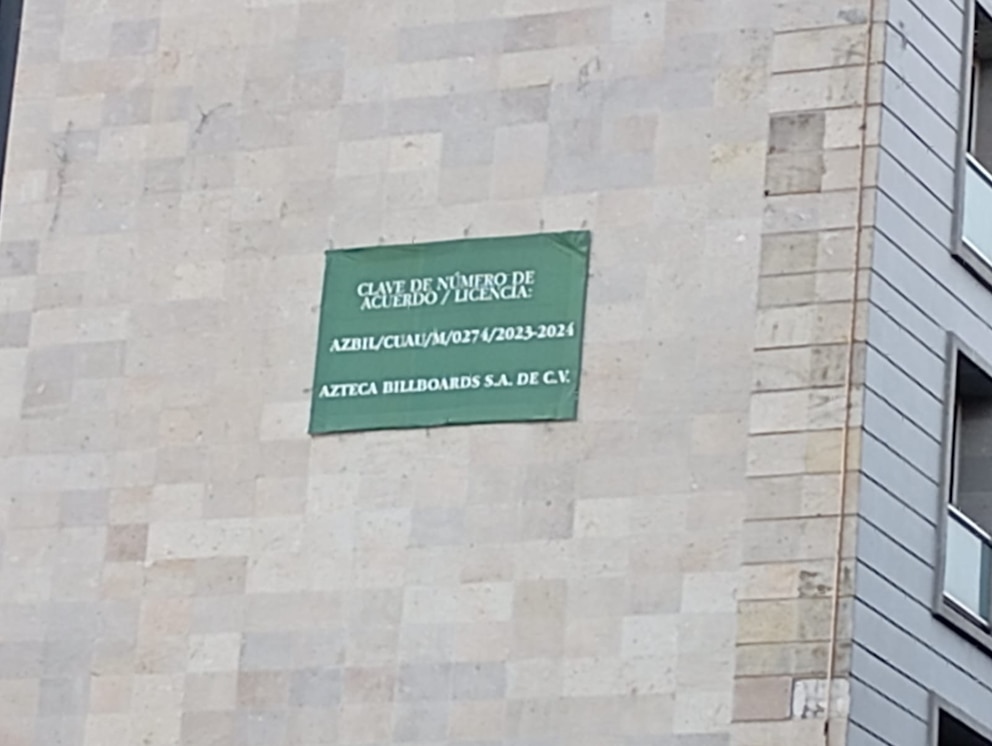 CLAVE DE NÚMERO DE
ACUERDO / LICENCIA:
AZBIL/CUAU/M/0274/2023-2024
AZTECA BILLBOARDS S.A. DE C.V.